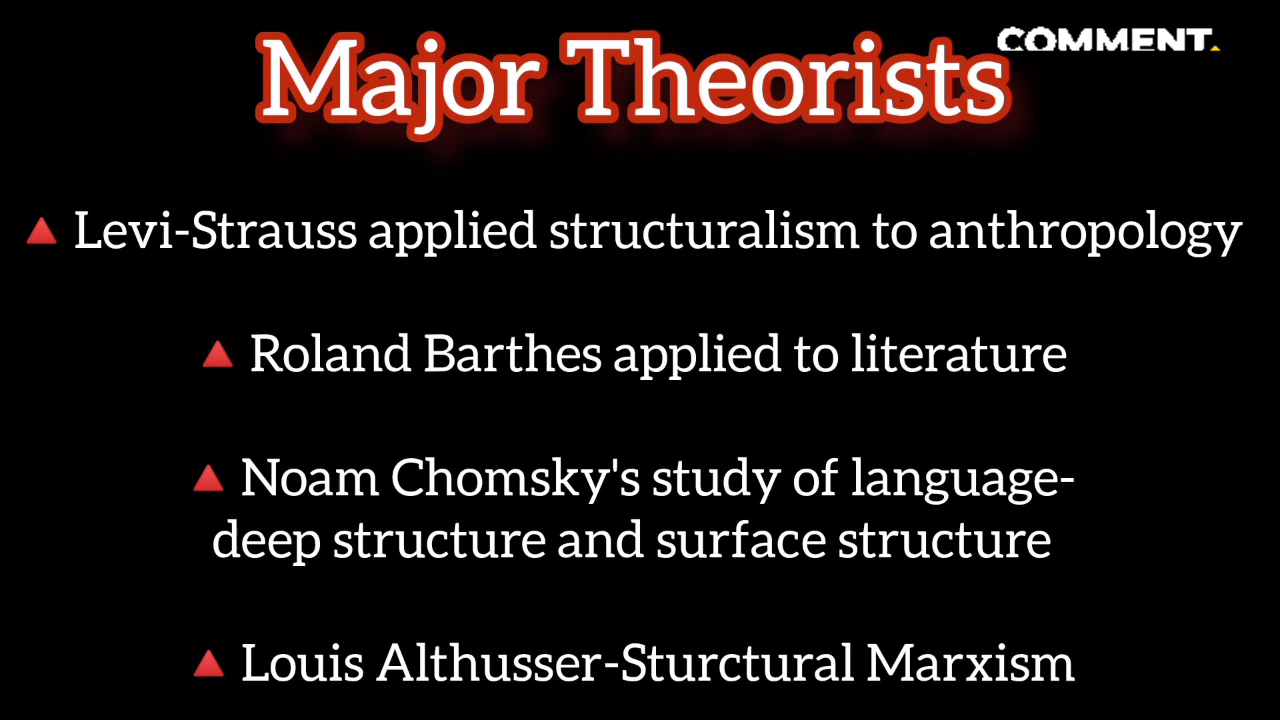 COMMENT.
Major Theorists
🔺Levi-Strauss applied structuralism to anthropology
🔺Roland Barthes applied to literature
🔺Noam Chomsky's study of language-
deep structure and surface structure
🔺Louis Althusser-Sturctural Marxism